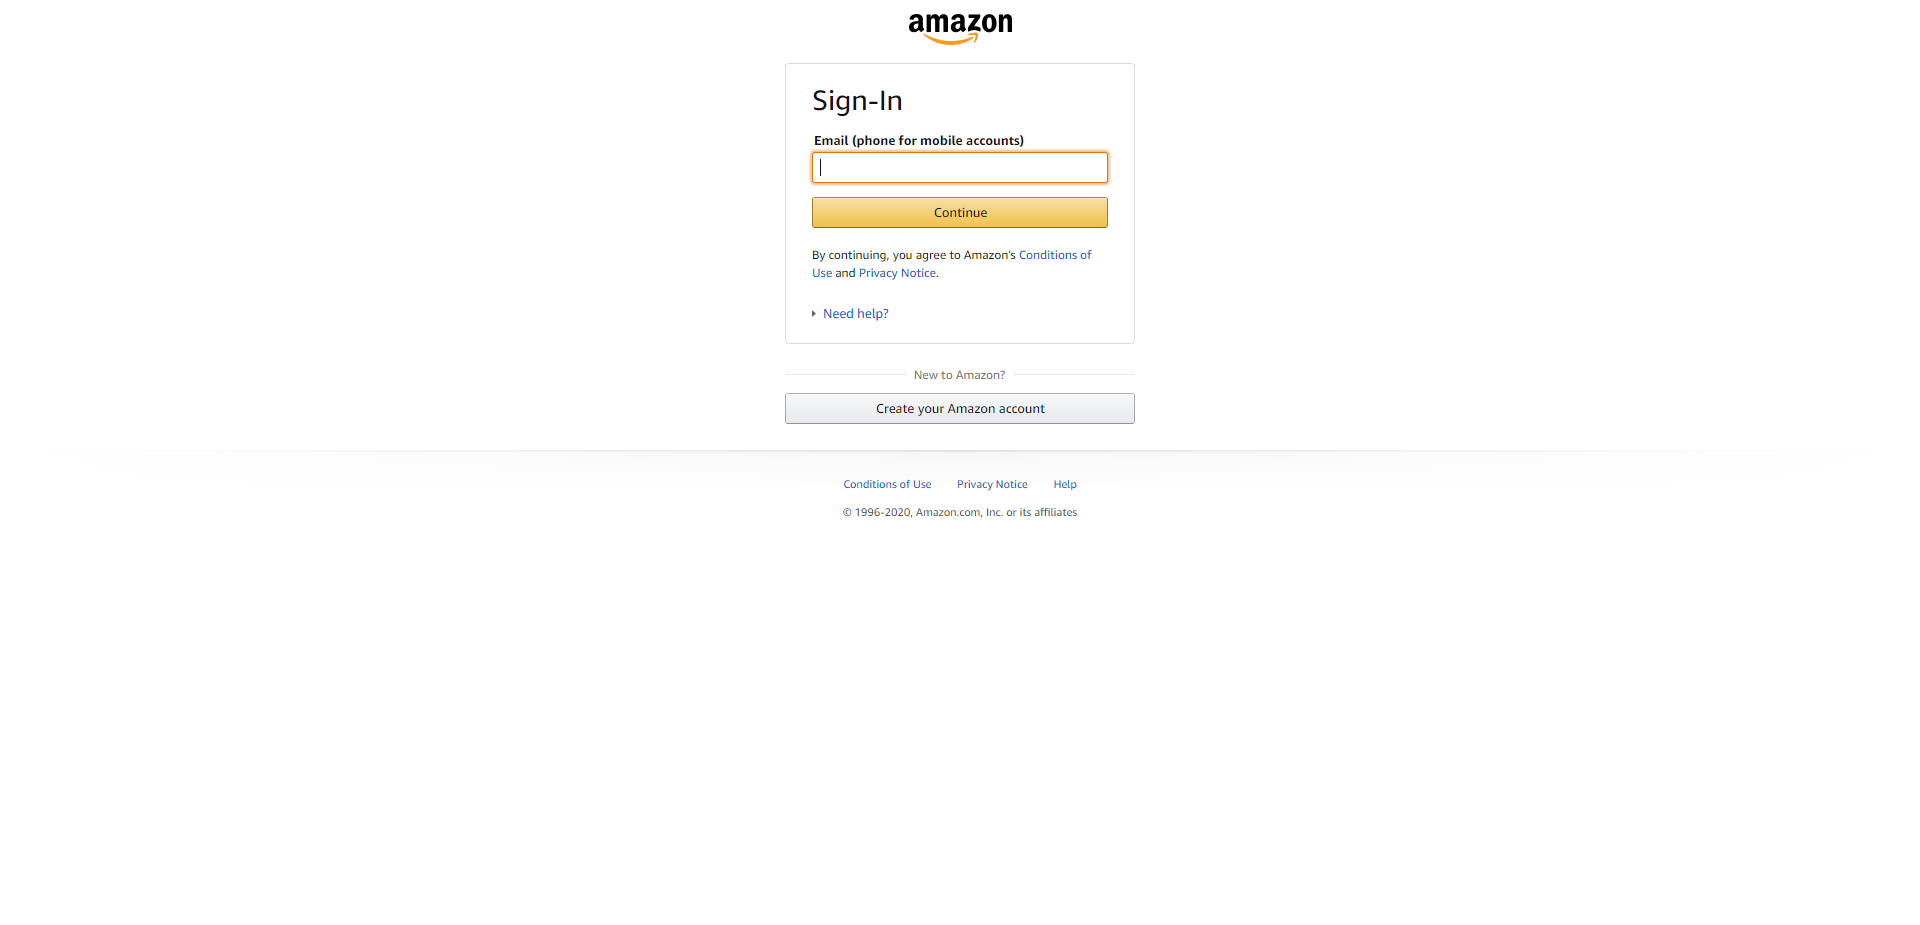 amazon
Sign-In
Email (phone for mobile accounts)
Continue
By continuing, you agree to Amazon's Conditions of
Use and Privacy Notice.
Need help?
New to Amazon?
Create your Amazon account
Conditions of Use Privacy Notice Help
© 1996-2020, Amazon.com, Inc. or its affiliates